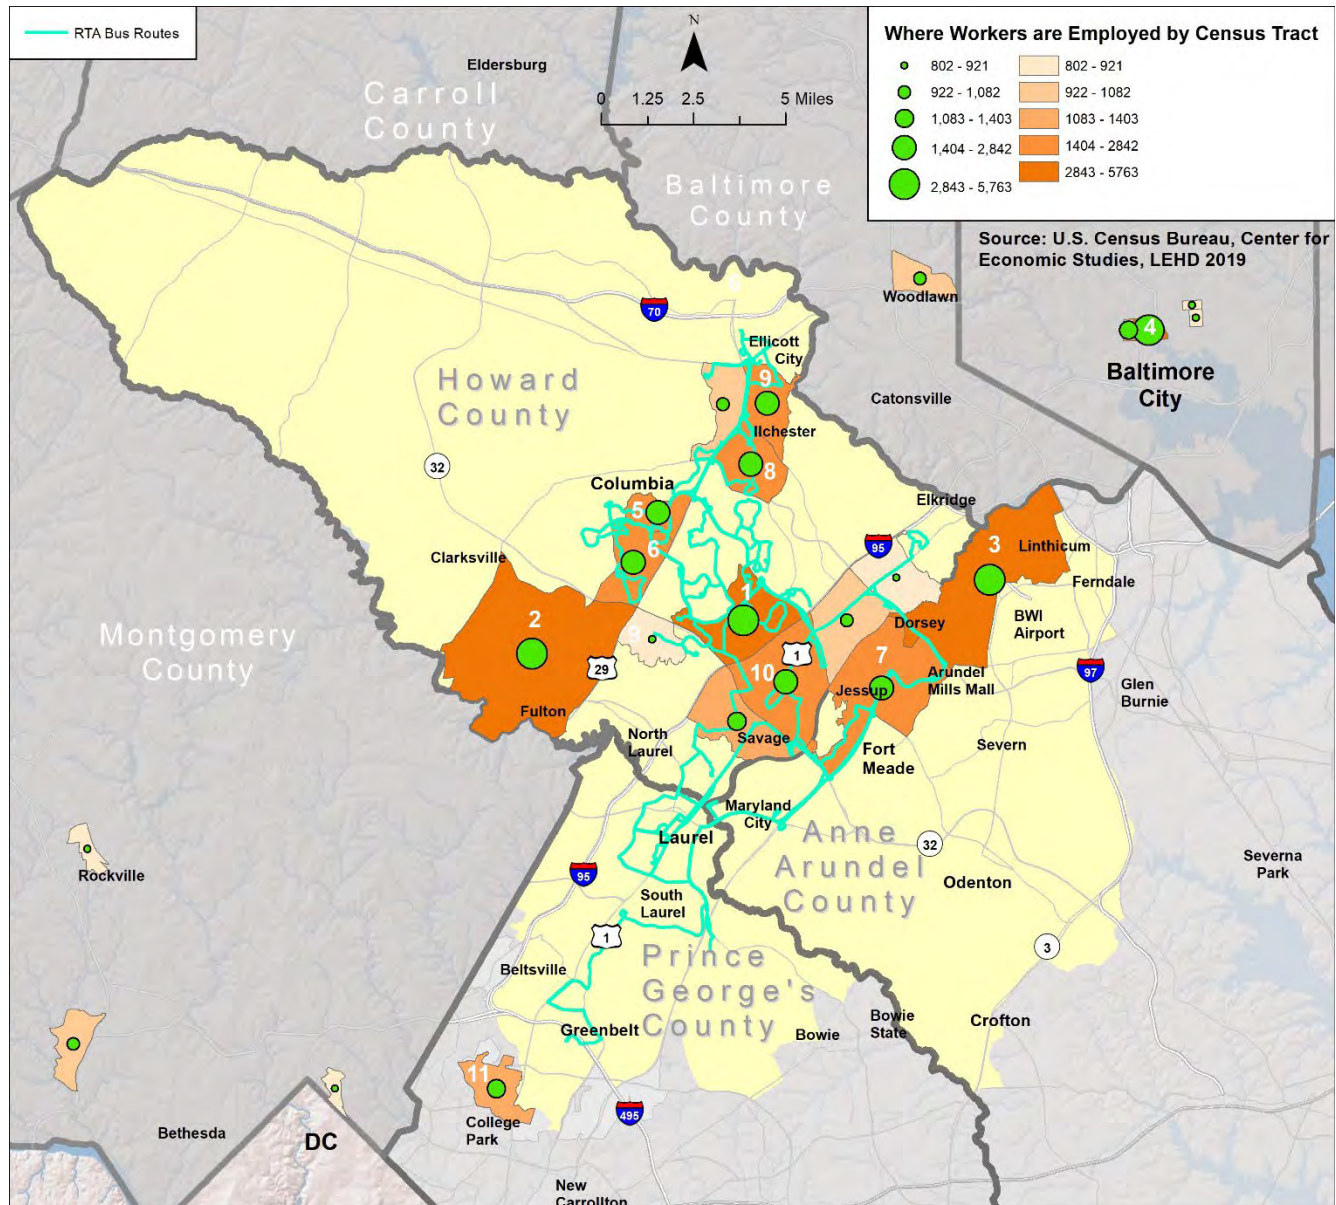 RTA Bus Routes
N
0 1.25 2.5 5 Miles
Where Workers are Employed by Census Tract
802 - 921 802 - 921
922 - 1,082 922 - 1082
1,083 - 1,403 1083 - 1403
1,404 - 2,842 1404 - 2842
2,843 - 5,763 2843 - 5763
Source: U.S. Census Bureau, Center for
Economic Studies, LEHD 2019
Eldersburg
Carroll
County
Baltimore
County
Woodlawn
70
4
Ellicott
City
Baltimore
City
Howard
County
9
Catonsville
Ilchester
32
8
Columbia
Elkridge
5
95
3
Linthicum
Clarksville
6
Ferndale
1
BWI
Airport
Dorsey
Montgomery
County
2
29
1
7
Arundel
Mills Mall
97
10
Jessup
Glen
Burnie
Fulton
North
Laurel
Savage
Fort
Meade
Severn
Maryland
City
Laurel
Anne
Arundel
County
32
Rockville
95
Severna
Park
Odenton
South
Laurel
1
3
Prince
George's
County
Beltsville
Greenbelt
Bowie
Bowie
State
Crofton
11
College
Park
495
Bethesda
DC
New
Carrollton